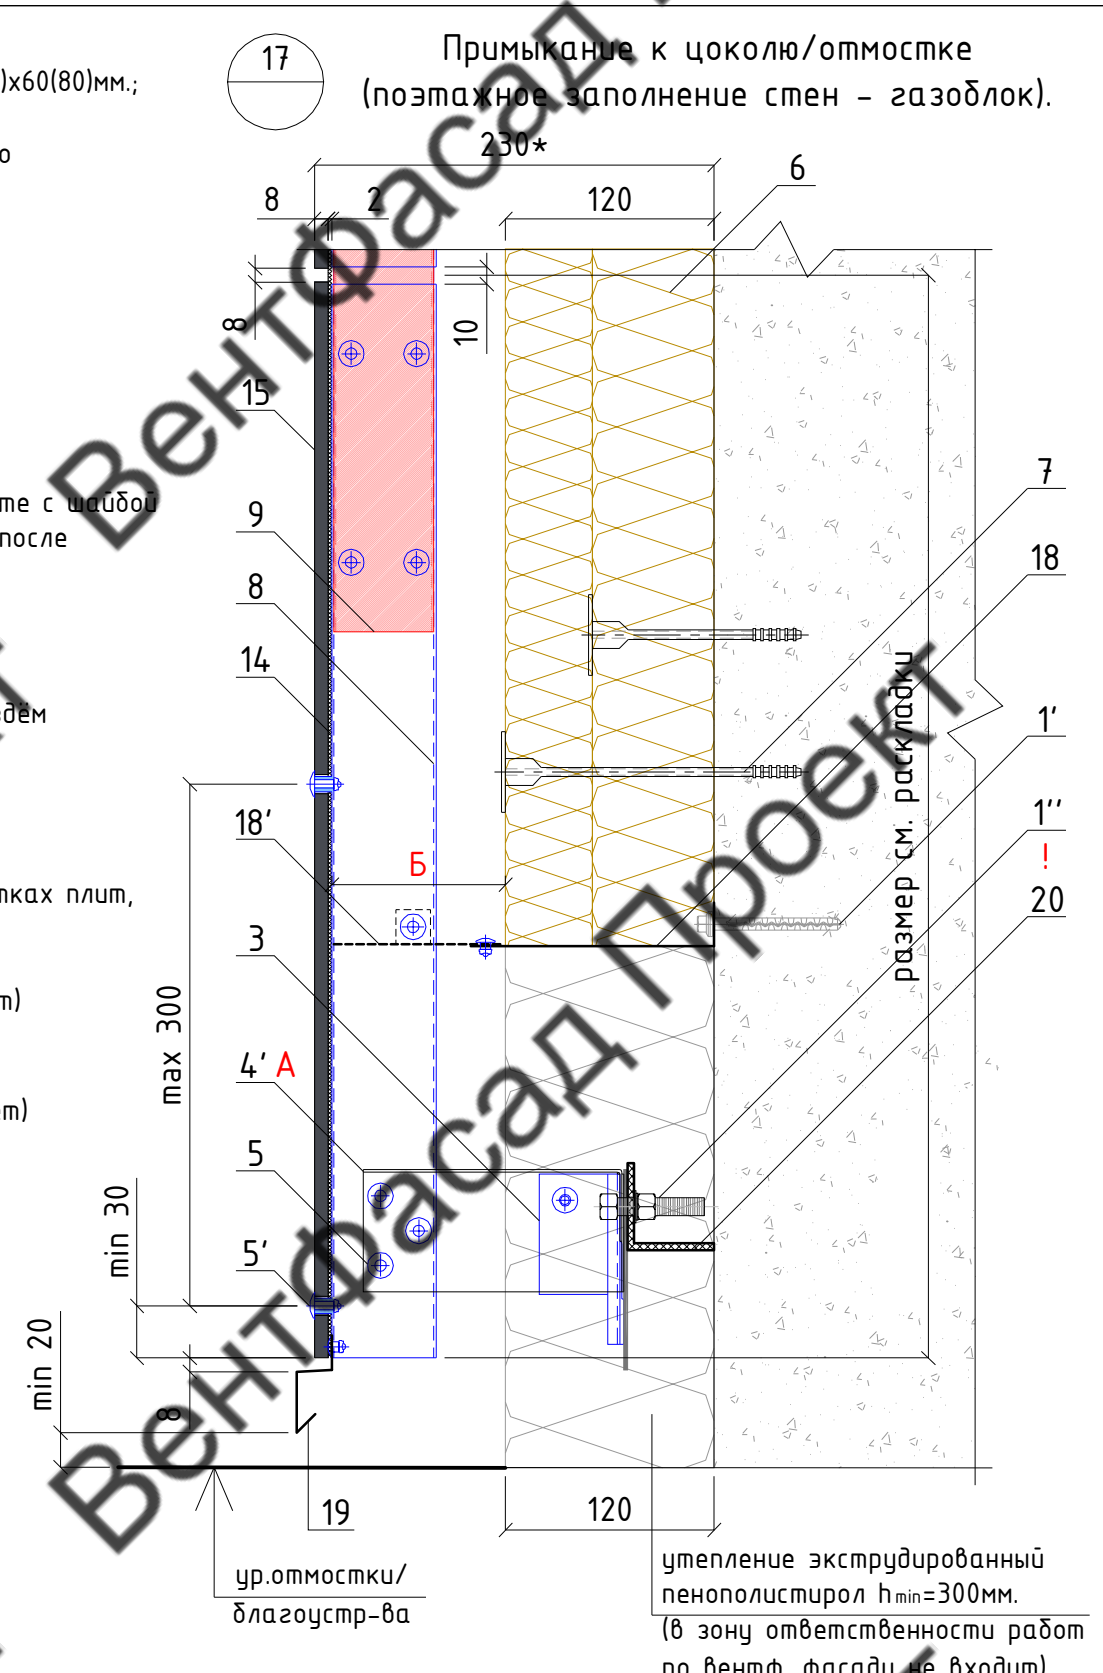 17
Примыкание к цоколю/отмостке
(поэтажное заполнение стен – газоблок).
)x60(80)мм.;
о
230*
8
2
120
6
8
10
15
те с шайбой
после
9
7
8
18
14
дём
1'
18'
Б
1''
!
тках плит,
20
3
размер см. раскладки
т)
max 300
4' А
ет)
5
min 30
5'
min 20
8
19
120
ур.отмостки/
благоустр-ва
утепление экструдированный
пенополистирол hmin=300мм.
(в зону ответственности работ
по вентф. фасаду не входит)
ВентФасад Проект
ВентФасад